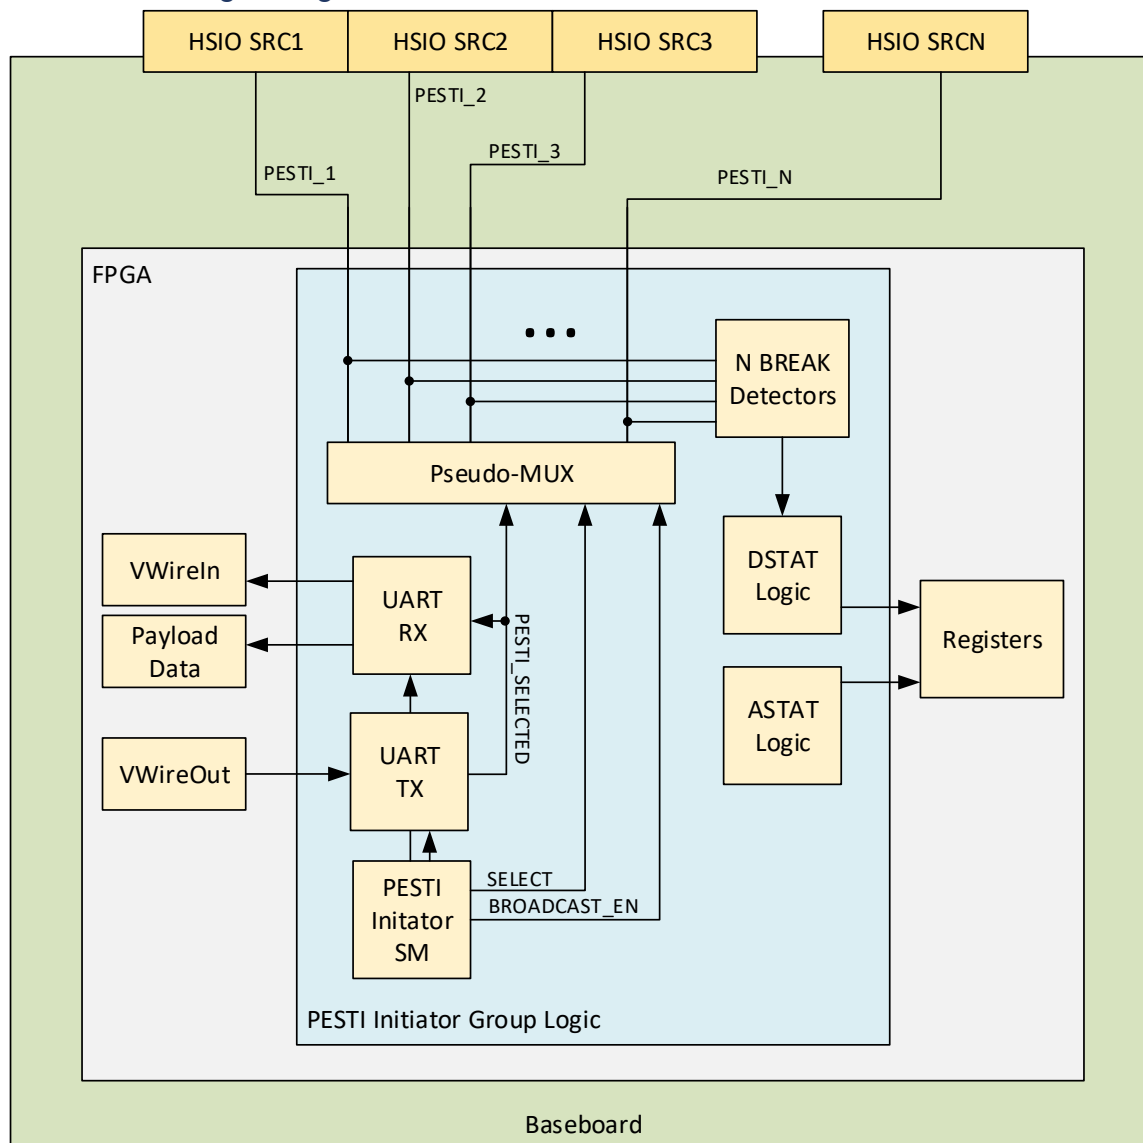 HSIO SRC1
HSIO SRC2
HSIO SRC3
HSIO SRCN
PESTI_2
PESTI_3
PESTI_1
PESTI_N
FPGA
...
N BREAK
Detectors
Pseudo-MUX
VWireIn
UART
RX
DSTAT
Logic
Payload
Data
PESTI_SELECTED
Registers
ASTAT
Logic
VWireOut
UART
TX
PESTI
Initator
SM
SELECT
BROADCAST_EN
PESTI Initiator Group Logic
Baseboard